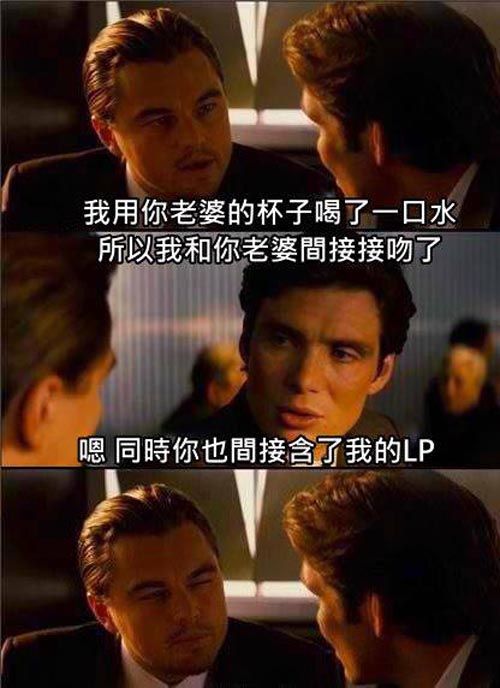 我用你老婆的杯子喝了一口水
所以我和你老婆間接接吻了
嗯 同時你也間接含了我的LP